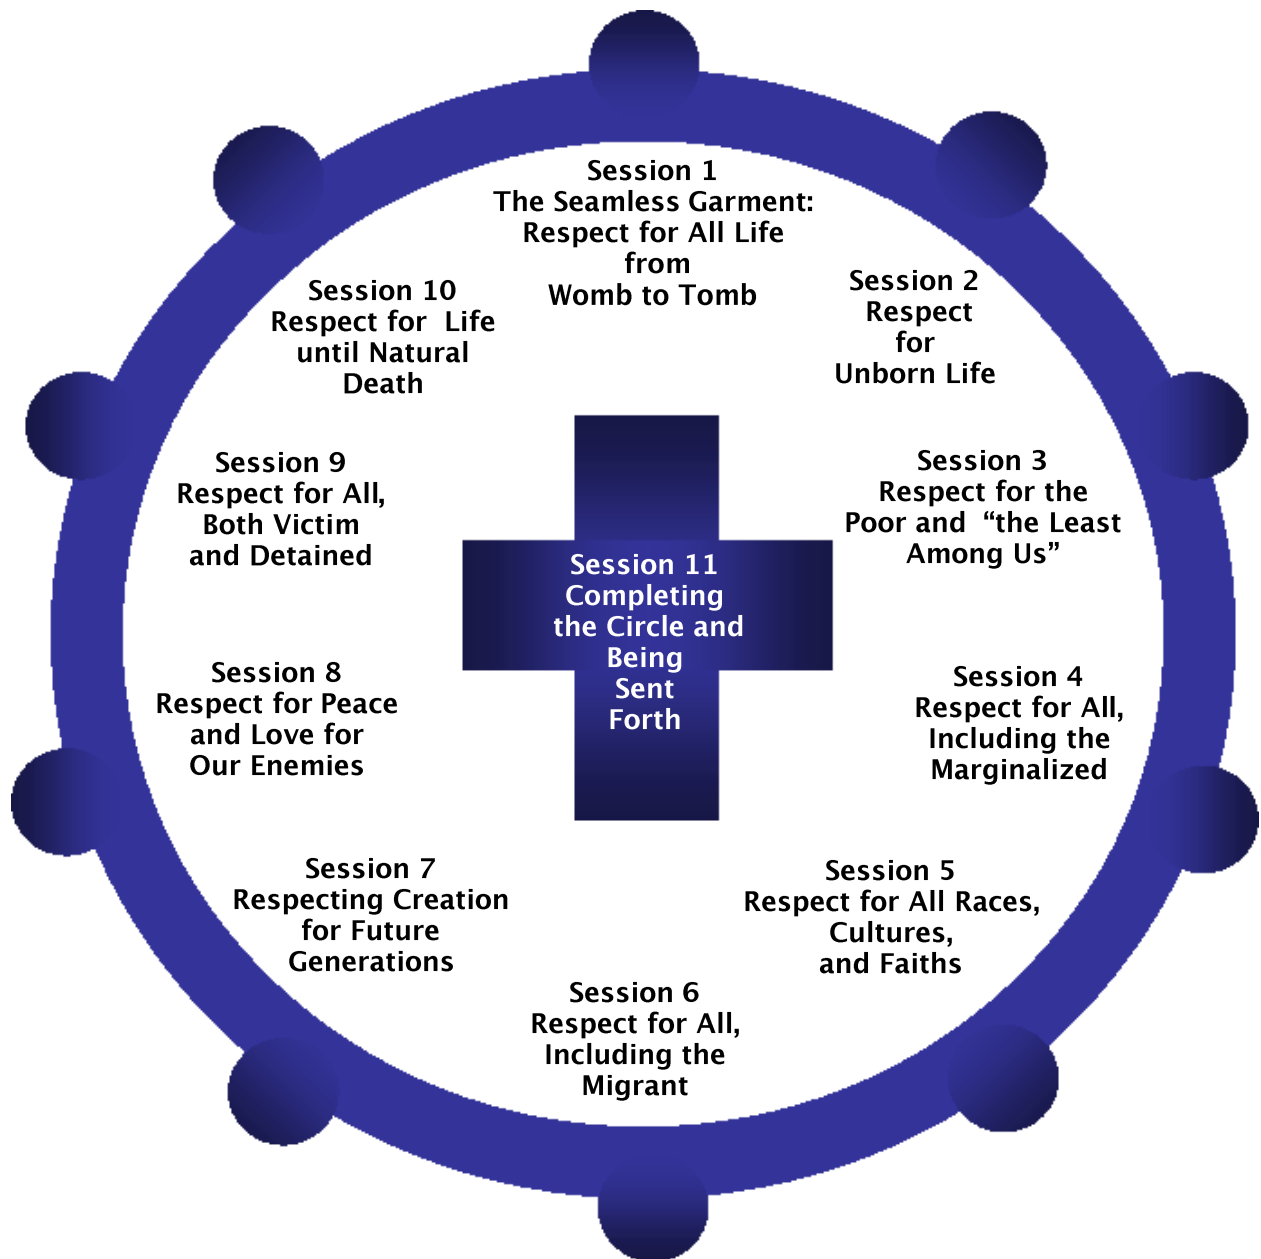 Session 1
The Seamless Garment:
Respect for All Life
from
Womb to Tomb
Session 2
Respect
for
Unborn Life
Session 3
Respect for the
Poor and “the Least
Among Us”
Session 4
Respect for All,
Including the
Marginalized
Session 5
Respect for All Races,
Cultures,
and Faiths
Session 6
Respect for All,
Including the
Migrant
Session 7
Respecting Creation
for Future
Generations
Session 8
Respect for Peace
and Love for
Our Enemies
Session 9
Respect for All,
Both Victim
and Detained
Session 10
Respect for Life
until Natural
Death
Session 11
Completing
the Circle and
Being
Sent
Forth